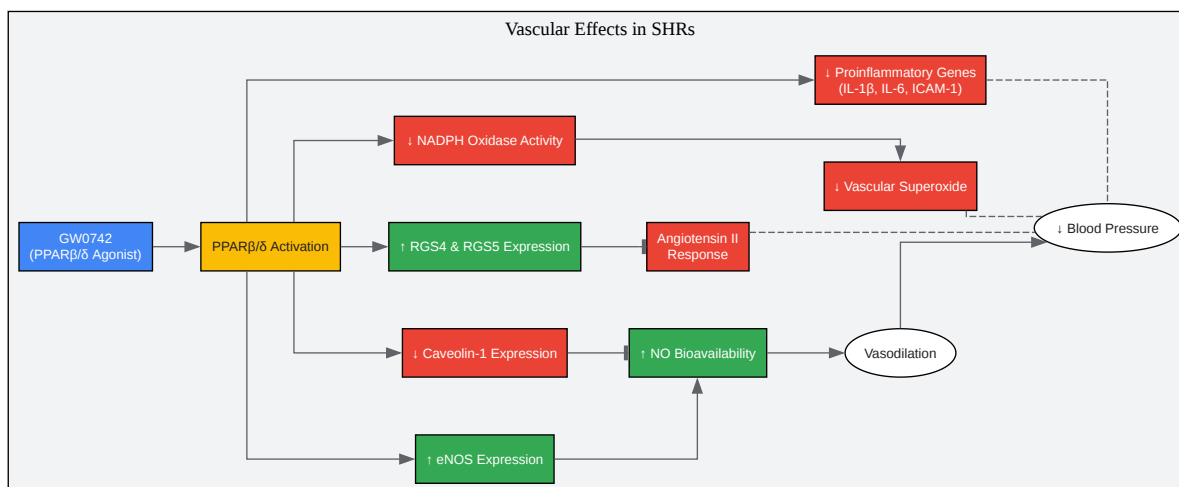 Vascular Effects in SHRs
↓ Proinflammatory Genes
(IL-1β, IL-6, ICAM-1)
↓ NADPH Oxidase Activity
↓ Vascular Superoxide
GW0742
(PPARβ/δ Agonist)
PPARβ/δ Activation
↑ RGS4 & RGS5 Expression
Angiotensin II
Response
↓ Blood Pressure
↓ Caveolin-1 Expression
↑ NO Bioavailability
Vasodilation
↑ eNOS Expression